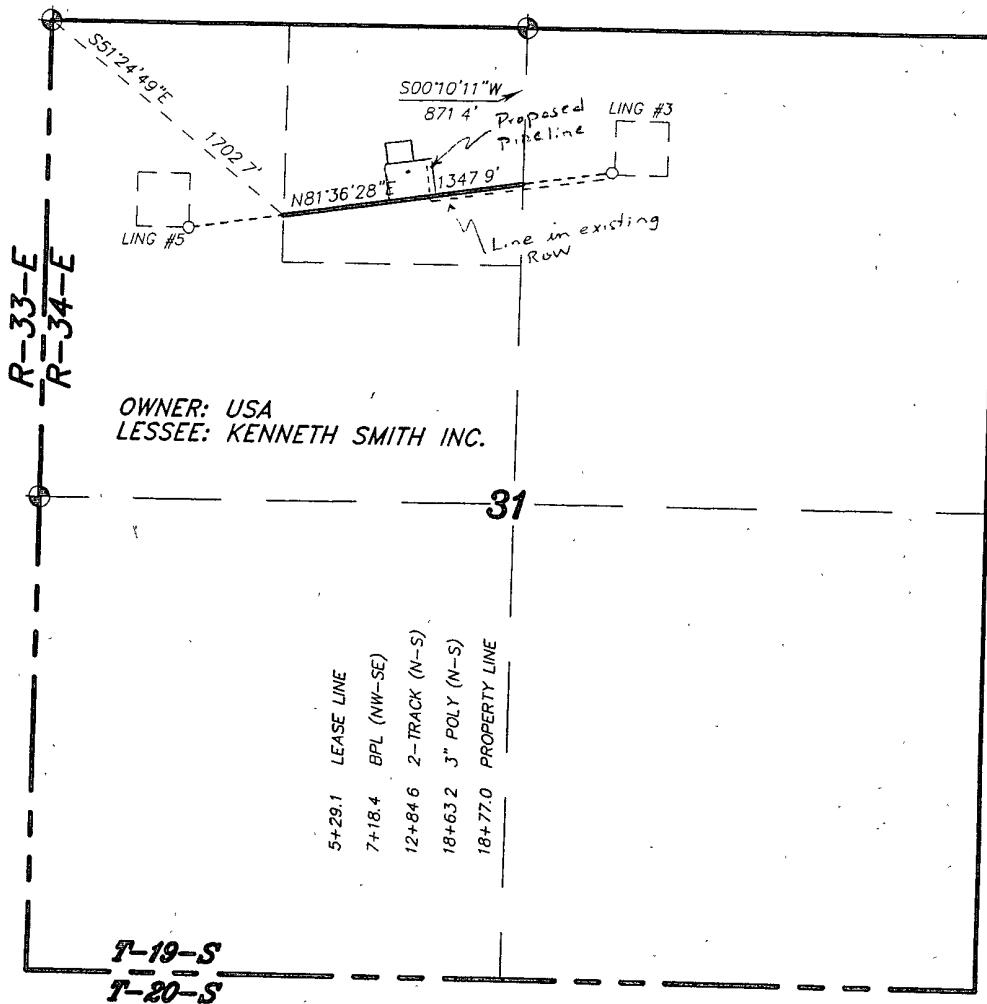 S51°24'49"E
1702 7'
S00°10'11"W
871 4'
Proposed
Pipeline
LING #3
N81°36'28"E
1347 9'
LING #5
Line in existing
ROW
R-33-E
R-34-E
OWNER: USA
LESSEE: KENNETH SMITH INC.
31
5+29.1 LEASE LINE
7+18.4 BPL (NW-SE)
12+84 6 2-TRACK (N-S)
18+63 2 3" POLY (N-S)
18+77.0 PROPERTY LINE
T-19-S
T-20-S